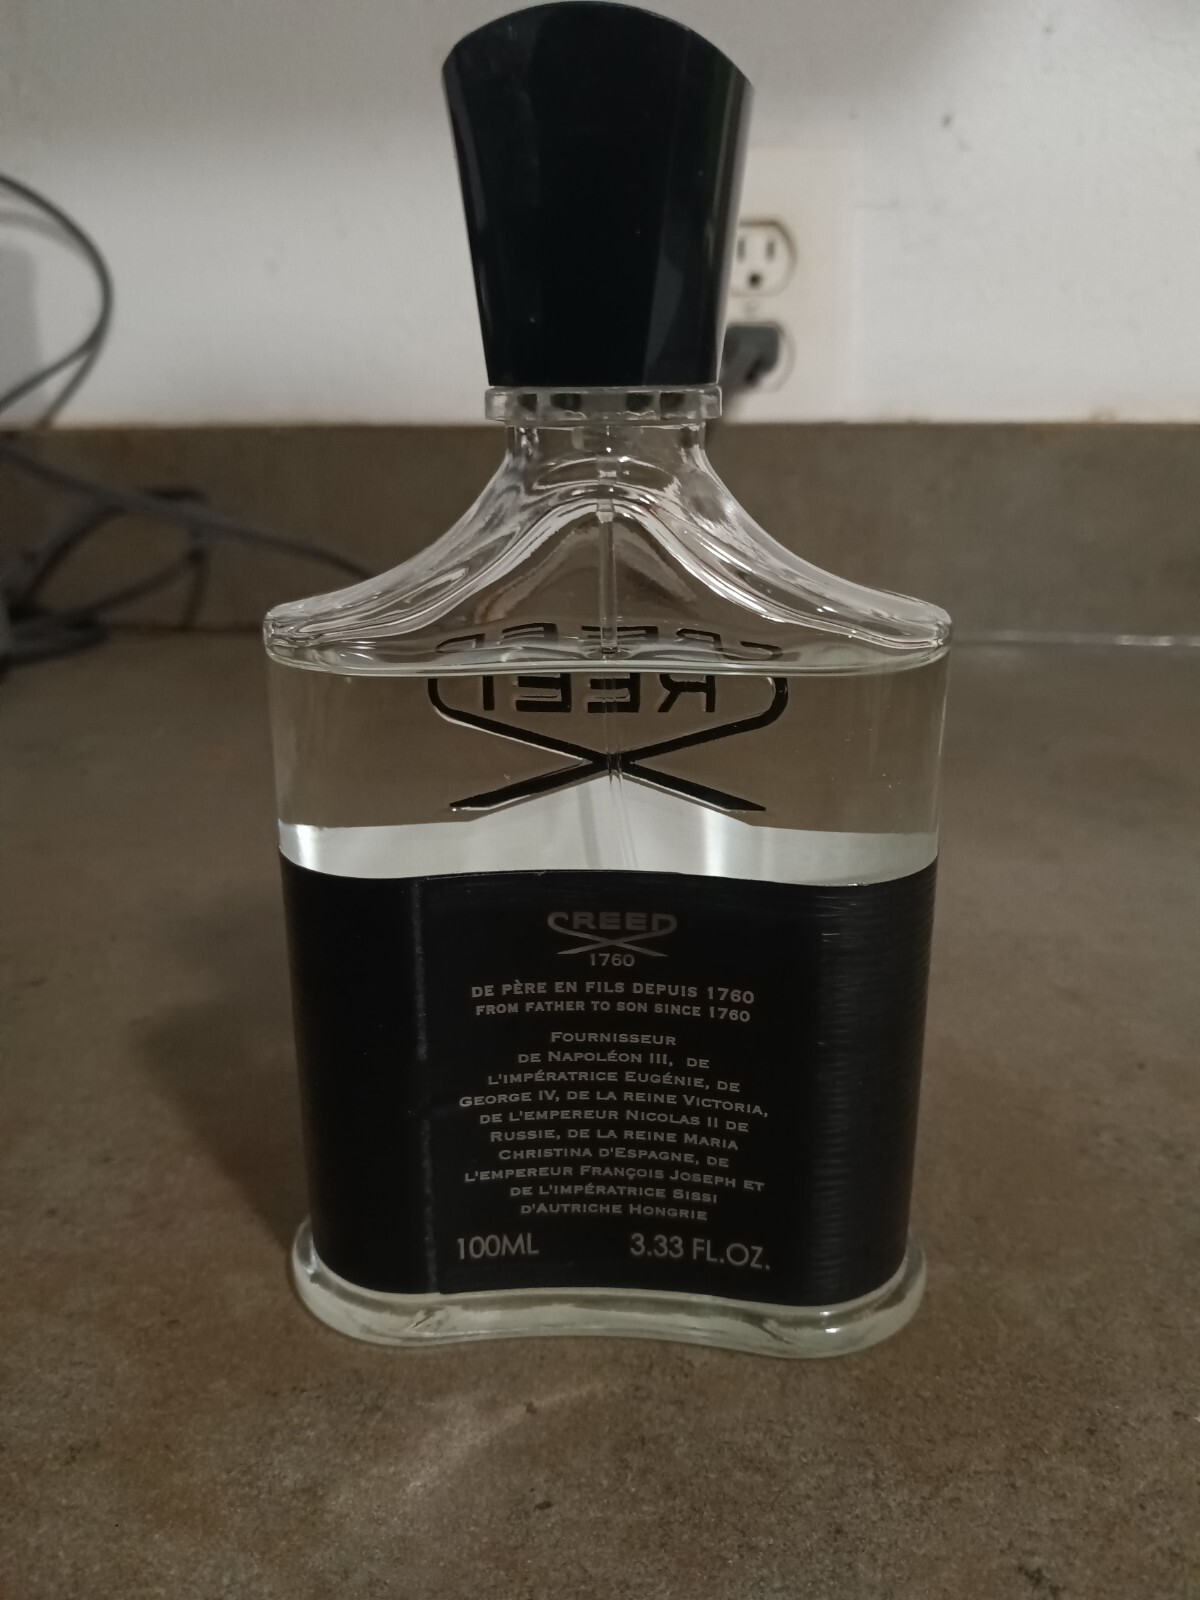 CREED
CREED
1760
DE PÈRE EN FILS DEPUIS 1760
FROM FATHER TO SON SINCE 1760
FOURNISSEUR
DE NAPOLÉON III, DE
L'IMPÉRATRICE EUGÉNIE, DE
GEORGE IV, DE LA REINE VICTORIA,
DE L'EMPEREUR NICOLAS II DE
RUSSIE, DE LA REINE MARIA
CHRISTINA D'ESPAGNE, DE
L'EMPEREUR FRANÇOIS JOSEPH ET
DE L'IMPÉRATRICE SISSI
D'AUTRICHE HONGRIE
100ML 3.33 FL.OZ.